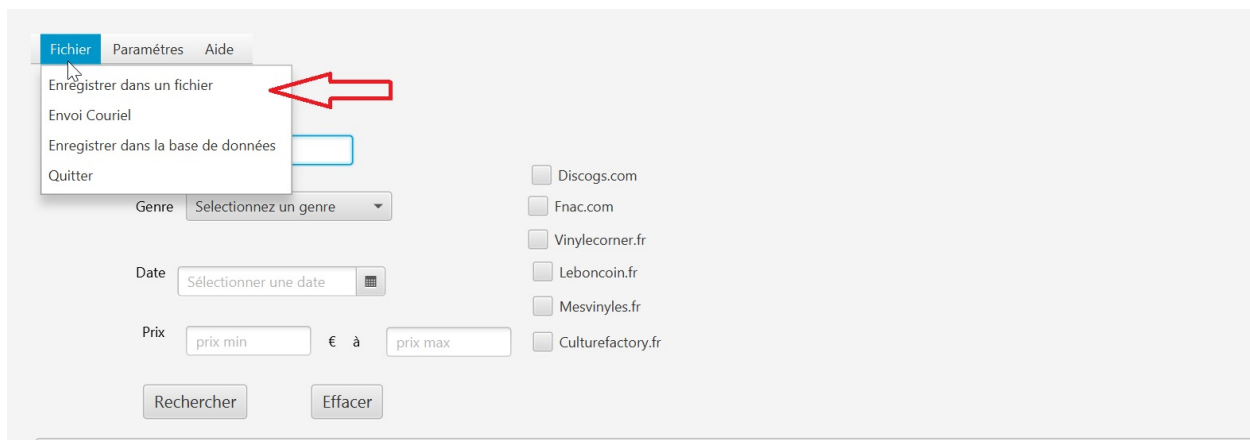 Fichier Paramétres Aide
Enregistrer dans un fichier
Envoi Couriel
Enregistrer dans la base de données
Quitter
Discogs.com
Genre Selectionnez un genre
Fnac.com
Vinylecorner.fr
Date Sélectionner une date
Leboncoin.fr
Mesvinyles.fr
Prix prix min € à prix max
Culturefactory.fr
Rechercher Effacer